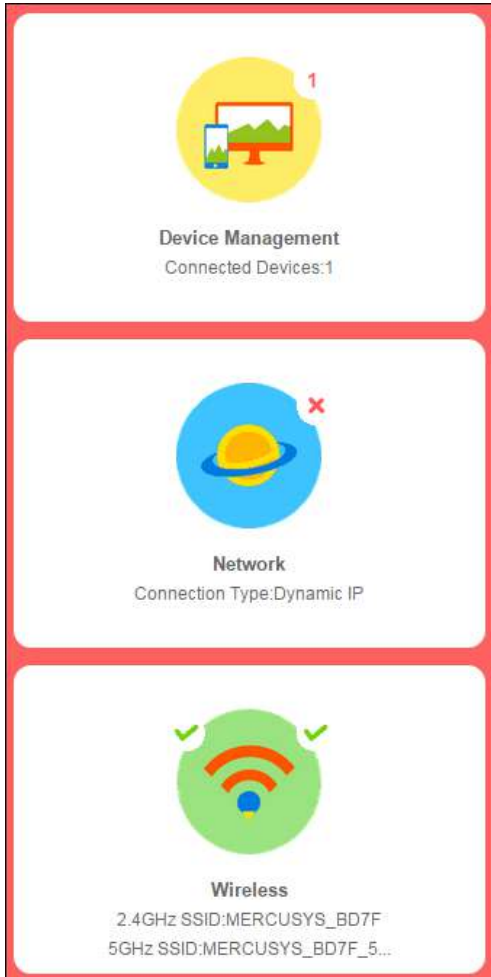 1
Device Management
Connected Devices:1
Network
Connection Type:Dynamic IP
Wireless
2.4GHz SSID:MERCUSYS_BD7F
5GHz SSID:MERCUSYS_BD7F_5...